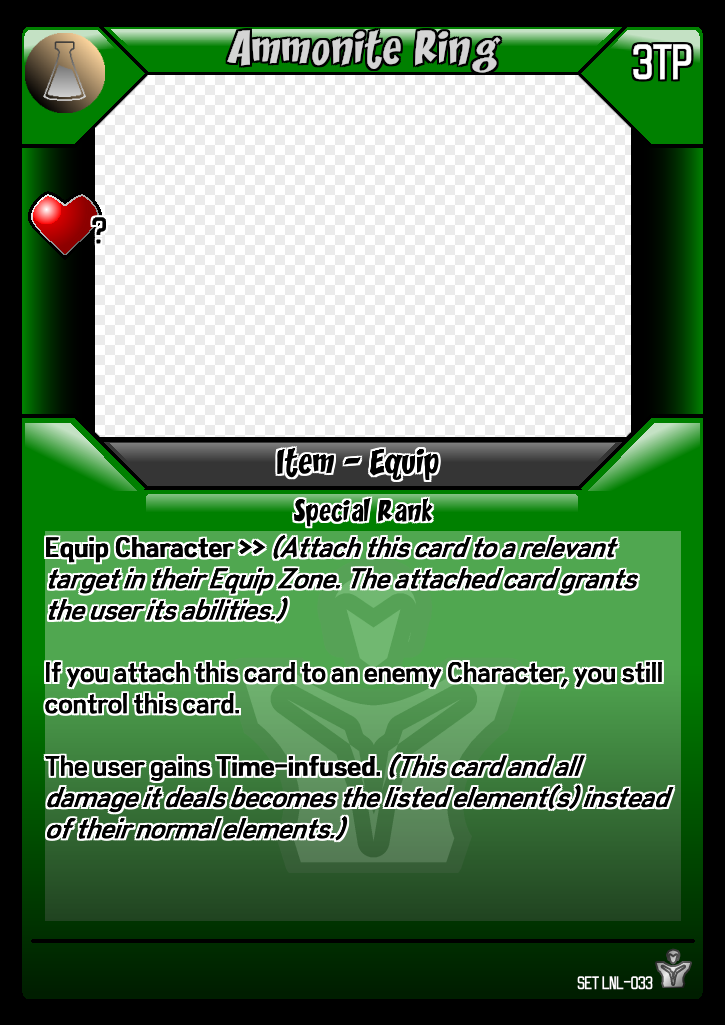 Ammonite Ring
3TP
?
Item - Equip
Special Rank
Equip Character >> (Attach this card to a relevant
target in their Equip Zone. The attached card grants
the user its abilities.)
If you attach this card to an enemy Character, you still
control this card.
The user gains Time-infused. (This card and all
damage it deals becomes the listed element(s) instead
of their normal elements.)
SET LNL-033